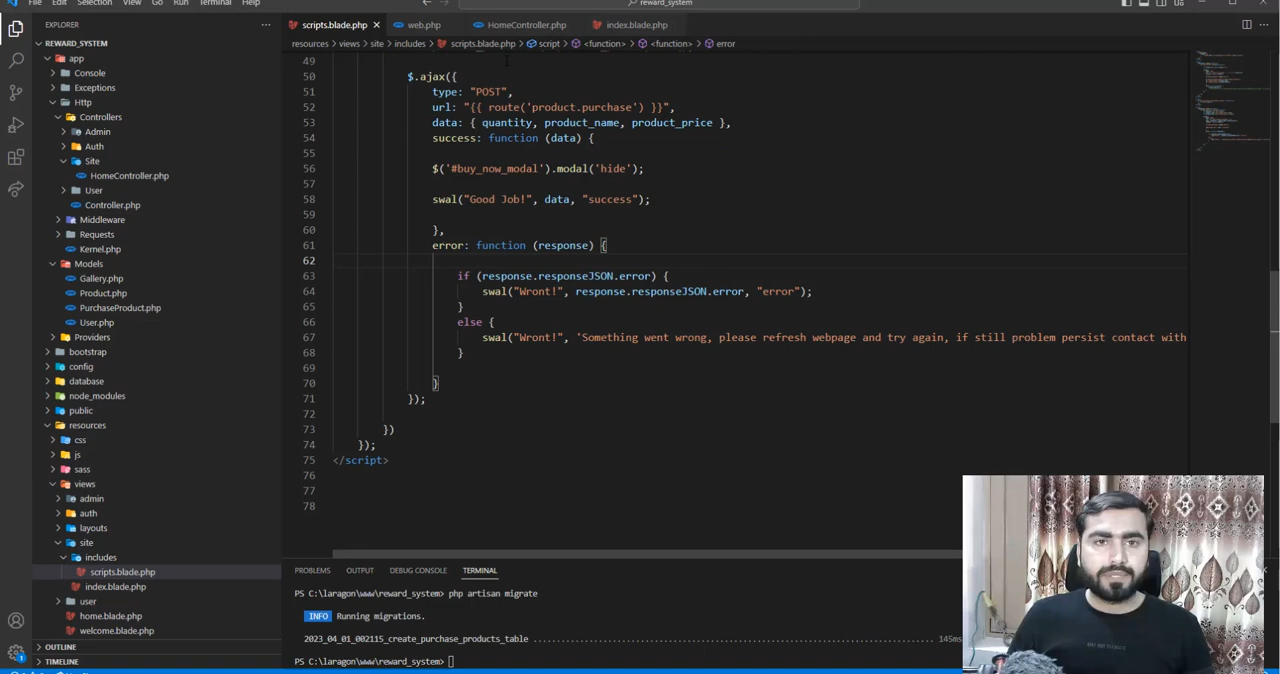 File Edit Selection View Go Run Terminal Help
reward_system
EXPLORER
REWARD_SYSTEM
app
Console
Exceptions
Http
Controllers
Admin
Auth
Site
HomeController.php
User
Controller.php
Middleware
Requests
Kernel.php
Models
Gallery.php
Product.php
PurchaseProduct.php
User.php
Providers
bootstrap
config
database
node_modules
public
resources
css
js
sass
views
admin
auth
layouts
site
includes
scripts.blade.php
index.blade.php
user
home.blade.php
welcome.blade.php
OUTLINE
TIMELINE
1
scripts.blade.php web.php HomeController.php index.blade.php
resources > views > site > includes > scripts.blade.php > script > <function> > <function> > error
49
50 $.ajax({
51 type: "POST",
52 url: "{{ route('product.purchase') }}",
53 data: { quantity, product_name, product_price },
54 success: function (data) {
55
56 $('#buy_now_modal').modal('hide');
57
58 swal("Good Job!", data, "success");
59
60 },
61 error: function (response) {
62
63 if (response.responseJSON.error) {
64 swal("Wront!", response.responseJSON.error, "error");
65 }
66 else {
67 swal("Wront!", 'Something went wrong, please refresh webpage and try again, if still problem persist contact with
68 }
69
70 }
71 });
72
73 })
74 });
75 </script>
76
77
78
PROBLEMS OUTPUT DEBUG CONSOLE TERMINAL
PS C:\laragon\www\reward_system> php artisan migrate
INFO Running migrations.
2023_04_01_002115_create_purchase_products_table ........ 145ms
PS C:\laragon\www\reward_system>